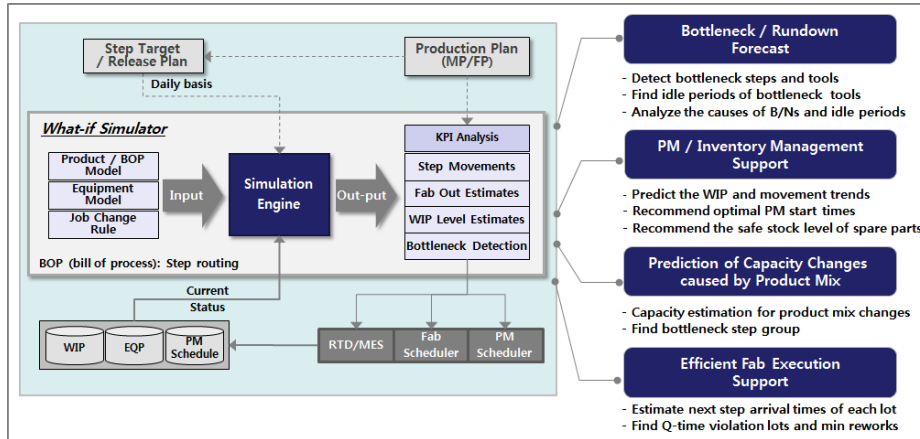 Step Target
/ Release Plan
Production Plan
(MP/FP)
Daily basis
What-if Simulator
Product / BOP
Model
Equipment
Model
Job Change
Rule
Input
Simulation
Engine
Out-put
KPI Analysis
Step Movements
Fab Out Estimates
WIP Level Estimates
Bottleneck Detection
BOP (bill of process): Step routing
Current
Status
WIP
EQP
PM
Schedule
RTD/MES
Fab
Scheduler
PM
Scheduler
Bottleneck / Rundown
Forecast
- Detect bottleneck steps and tools
- Find idle periods of bottleneck tools
- Analyze the causes of B/Ns and idle periods
PM / Inventory Management
Support
- Predict the WIP and movement trends
- Recommend optimal PM start times
- Recommend the safe stock level of spare parts
Prediction of Capacity Changes
caused by Product Mix
- Capacity estimation for product mix changes
- Find bottleneck step group
Efficient Fab Execution
Support
- Estimate next step arrival times of each lot
- Find Q-time violation lots and min reworks